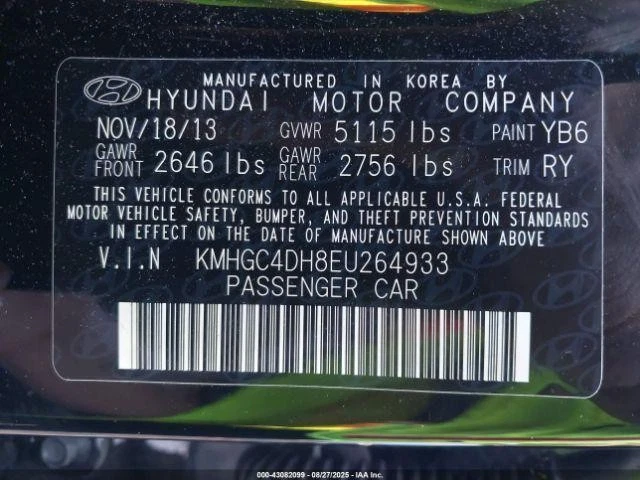 MANUFACTURED IN KOREA BY
HYUNDAI MOTOR COMPANY
NOV/18/13 GVWR 5115 lbs PAINT YB6
GAWR FRONT 2646 lbs GAWR REAR 2756 lbs TRIM RY
THIS VEHICLE CONFORMS TO ALL APPLICABLE U.S.A. FEDERAL
MOTOR VEHICLE SAFETY, BUMPER, AND THEFT PREVENTION STANDARDS
IN EFFECT ON THE DATE OF MANUFACTURE SHOWN ABOVE
V.I.N KMHGC4DH8EU264933
PASSENGER CAR
000-43082099 | 08/27/2025 | IAA Inc.